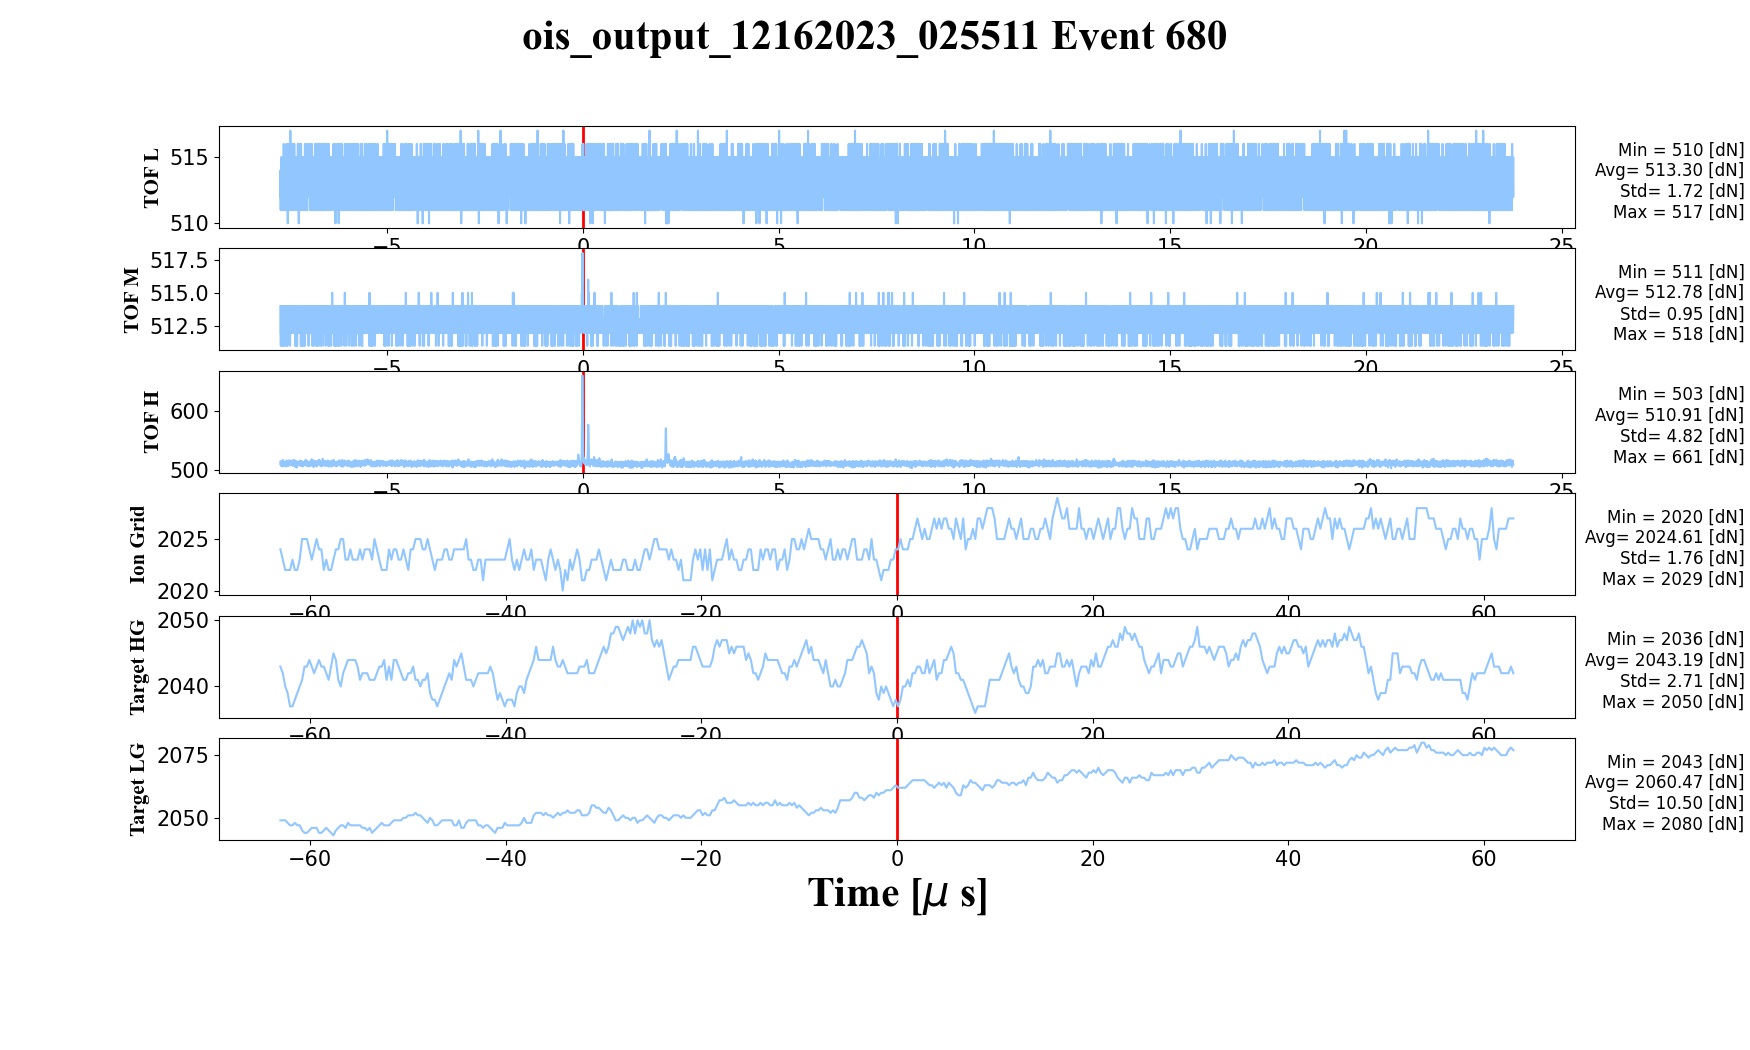 ois_output_12162023_025511 Event 680
TOF L
515
510
−5 0 5 10 15 20 25
Min = 510 [dN]
Avg= 513.30 [dN]
Std= 1.72 [dN]
Max = 517 [dN]
TOF M
517.5
515.0
512.5
−5 0 5 10 15 20 25
Min = 511 [dN]
Avg= 512.78 [dN]
Std= 0.95 [dN]
Max = 518 [dN]
TOF H
600
500
−5 0 5 10 15 20 25
Min = 503 [dN]
Avg= 510.91 [dN]
Std= 4.82 [dN]
Max = 661 [dN]
Ion Grid
2025
2020
−60 −40 −20 0 20 40 60
Min = 2020 [dN]
Avg= 2024.61 [dN]
Std= 1.76 [dN]
Max = 2029 [dN]
Target HG
2050
2040
−60 −40 −20 0 20 40 60
Min = 2036 [dN]
Avg= 2043.19 [dN]
Std= 2.71 [dN]
Max = 2050 [dN]
Target LG
2075
2050
−60 −40 −20 0 20 40 60
Min = 2043 [dN]
Avg= 2060.47 [dN]
Std= 10.50 [dN]
Max = 2080 [dN]
Time [μ s]